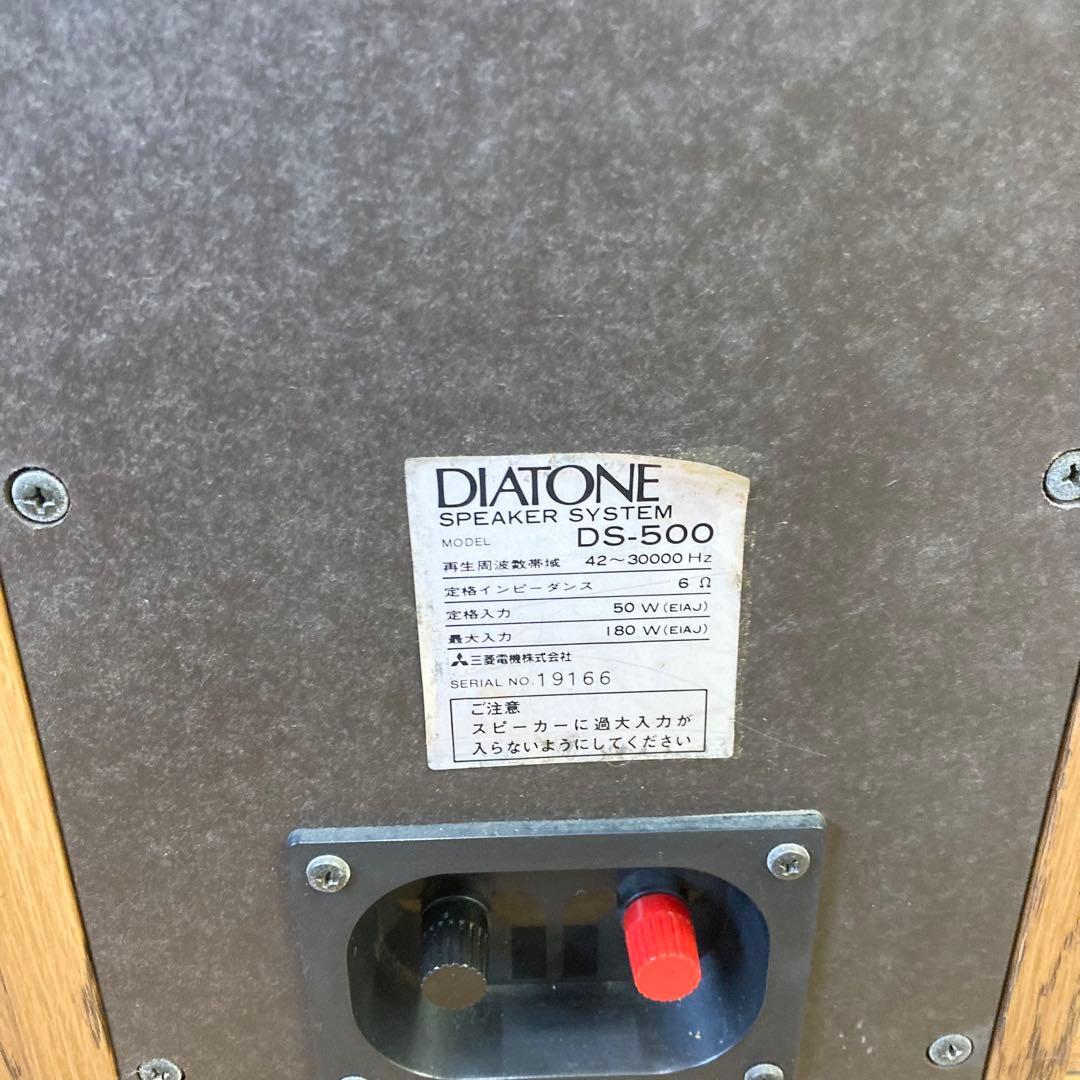 DIATONE
SPEAKER SYSTEM
MODEL DS-500
再生周波数帯域 42～30000 Hz
定格インピーダンス 6 Ω
定格入力 50 W (EIAJ)
最大入力 180 W (EIAJ)
三菱電機株式会社
SERIAL NO. 19166
ご注意
スピーカーに過大入力が
入らないようにしてください